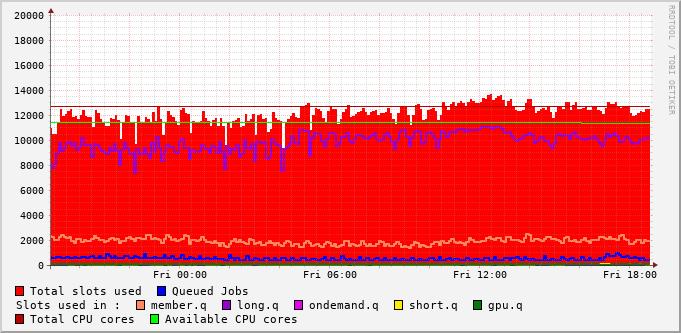 RRDTOOL / TOBI OETIKER
20000
18000
16000
14000
12000
10000
8000
6000
4000
2000
0
Fri 00:00 Fri 06:00 Fri 12:00 Fri 18:00
Total slots used Queued Jobs
Slots used in : member.q long.q ondemand.q short.q gpu.q
Total CPU cores Available CPU cores